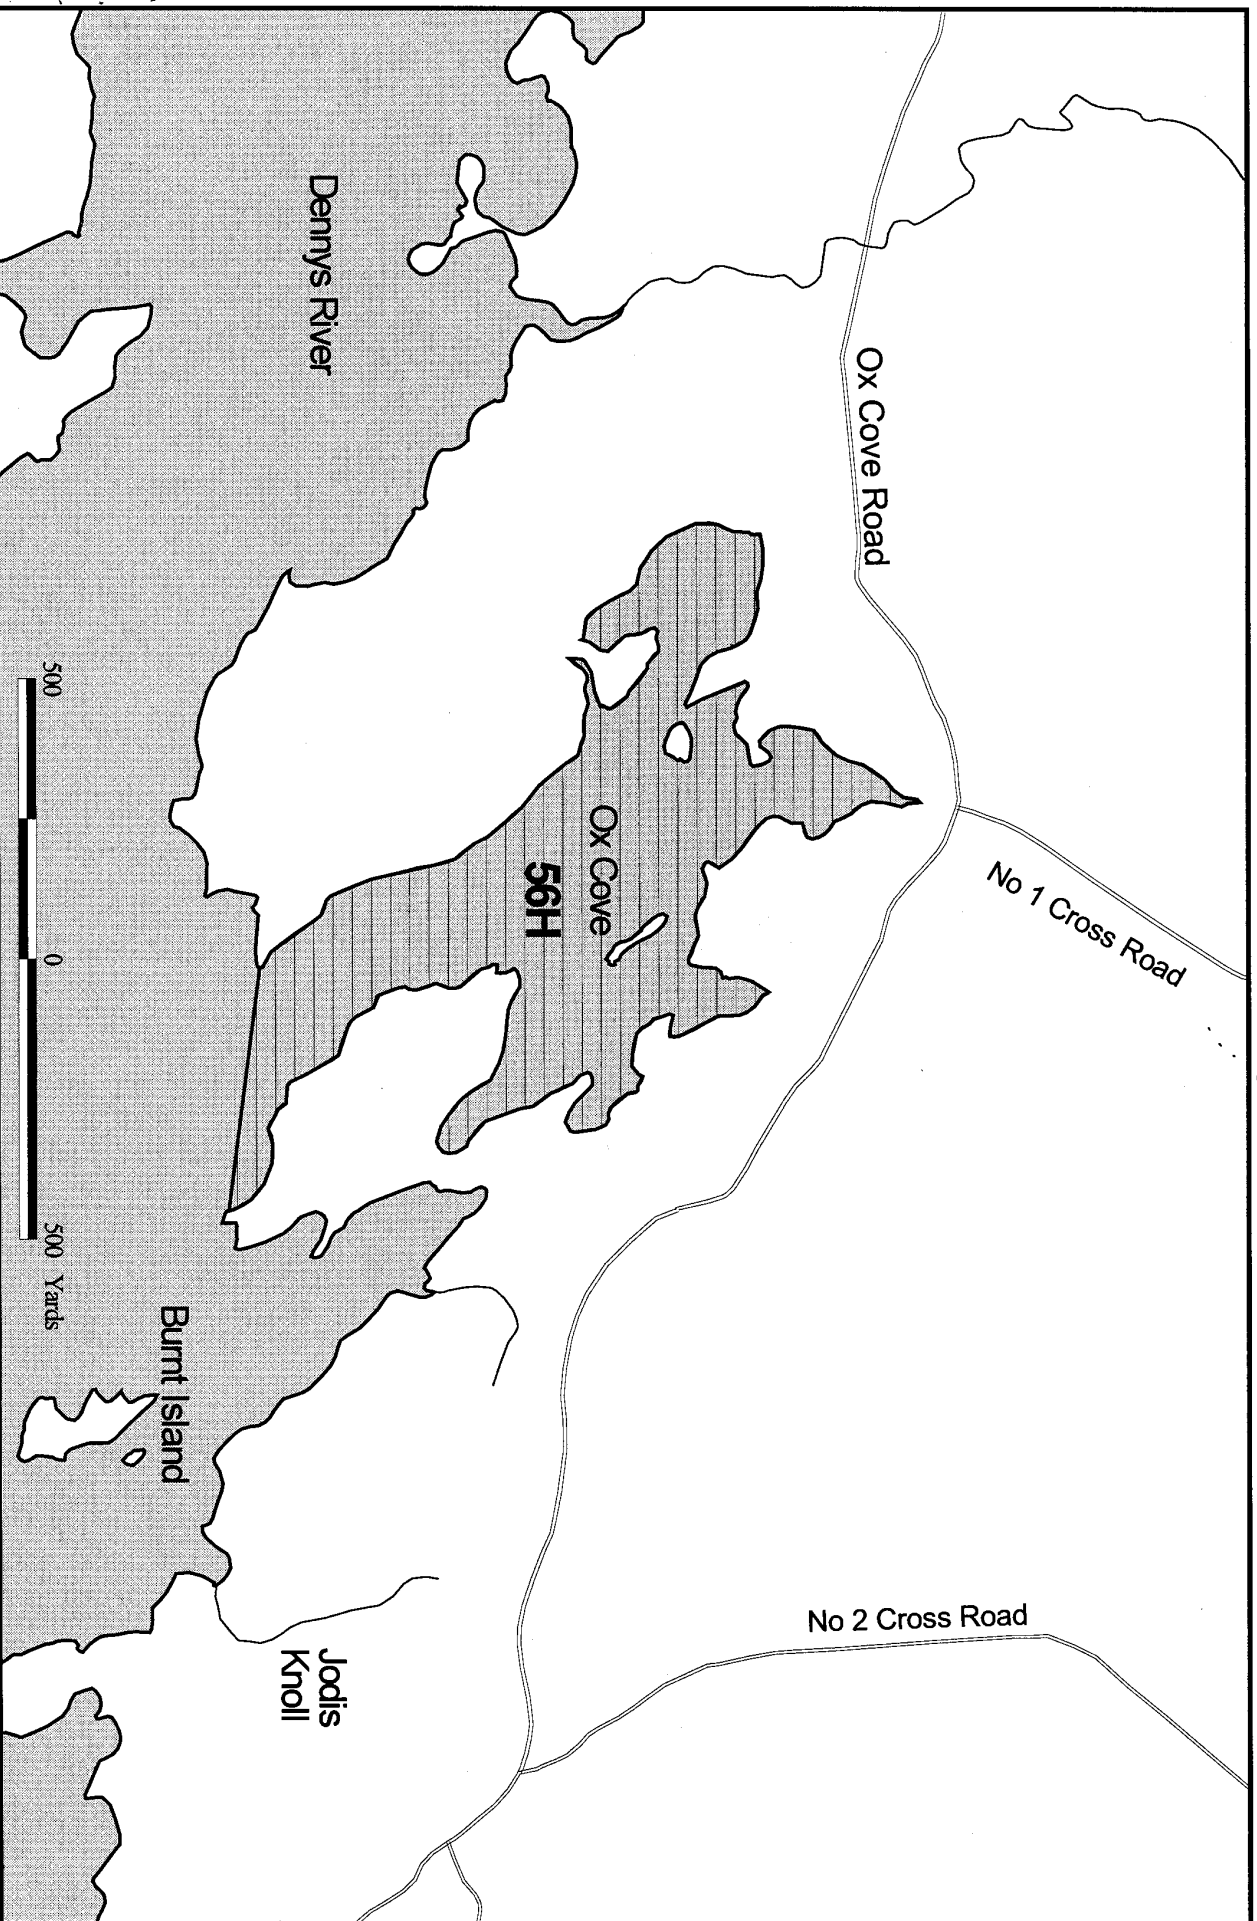 Ox Cove Road
No 1 Cross Road
No 2 Cross Road
Ox Cove
56H
Dennys River
Jodis
Knoll
Burnt Island
500 0 500 Yards